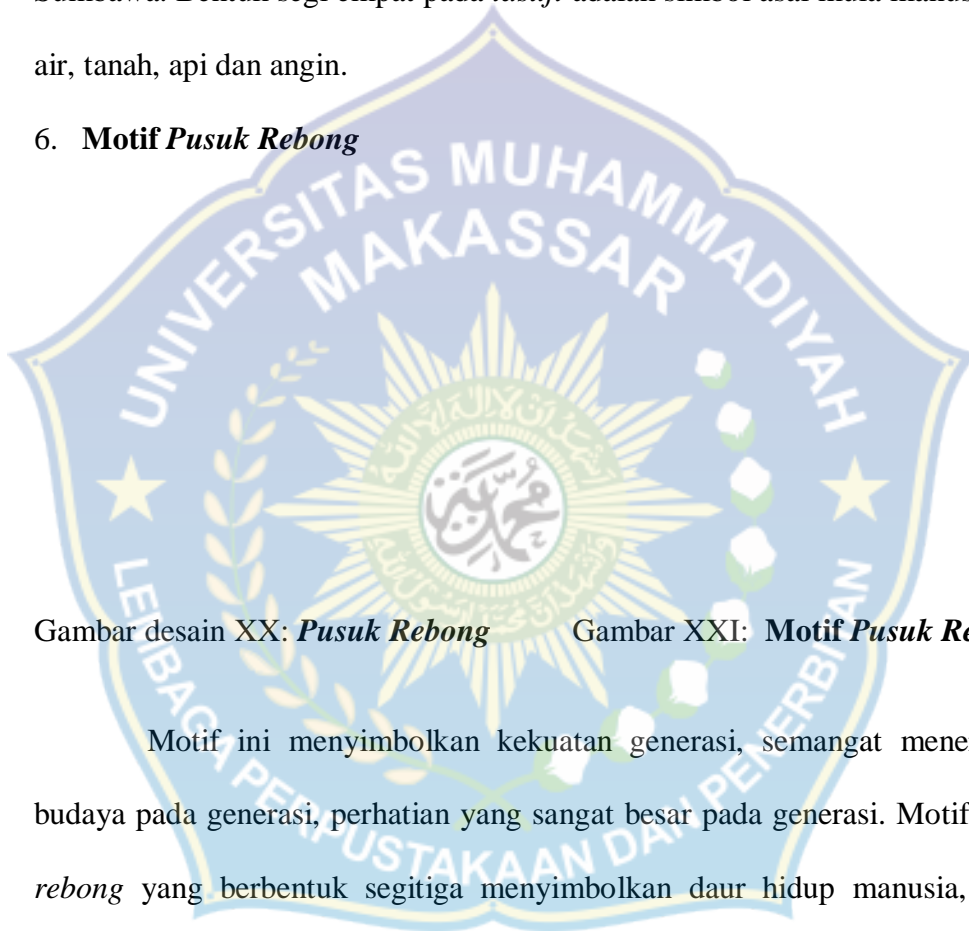 air, tanah, api dan angin.
6. Motif Pusuk Rebong
UNIVERSITAS MUHAMMADIYAH
MAKASSAR
LEMBAGA PERPUSTAKAAN DAN PENERBITAN
Gambar desain XX: Pusuk Rebong Gambar XXI: Motif Pusuk
Motif ini menyimbolkan kekuatan generasi, semangat
budaya pada generasi, perhatian yang sangat besar pada generasi. Motif
rebong yang berbentuk segitiga menyimbolkan daur hidup manusia,